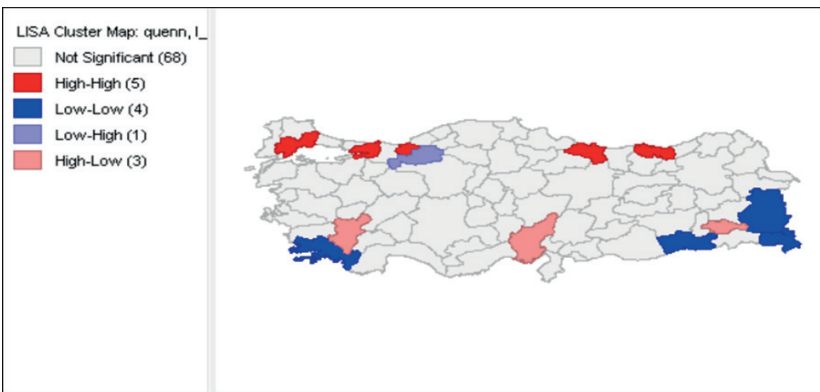 LISA Cluster Map: quenn, I_
Not Significant (68)
High-High (5)
Low-Low (4)
Low-High (1)
High-Low (3)